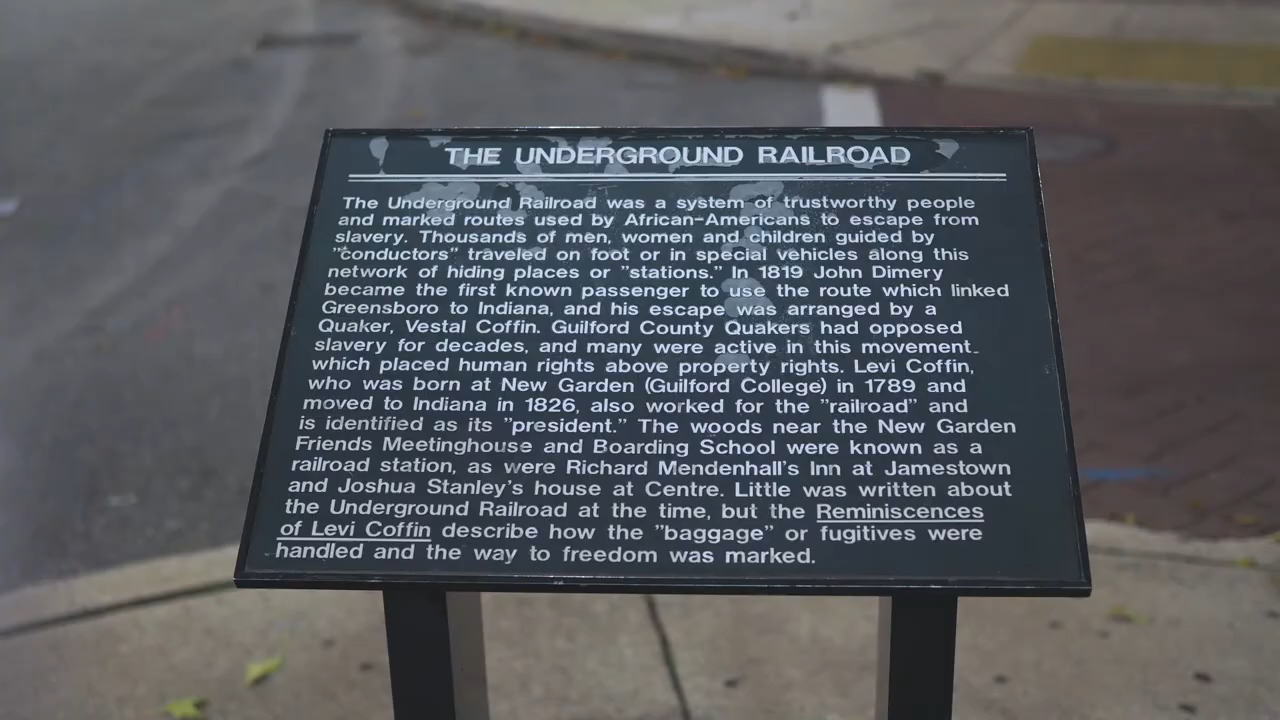 THE UNDERGROUND RAILROAD
The Underground Railroad was a system of trustworthy people
and marked routes used by African-Americans to escape from
slavery. Thousands of men, women and children guided by
"conductors" traveled on foot or in special vehicles along this
network of hiding places or "stations." In 1819 John Dimery
became the first known passenger to use the route which linked
Greensboro to Indiana, and his escape was arranged by a
Quaker, Vestal Coffin. Guilford County Quakers had opposed
slavery for decades, and many were active in this movement
which placed human rights above property rights. Levi Coffin,
who was born at New Garden (Guilford College) in 1789 and
moved to Indiana in 1826, also worked for the "railroad" and
is identified as its "president." The woods near the New Garden
Friends Meetinghouse and Boarding School were known as a
railroad station, as were Richard Mendenhall's Inn at Jamestown
and Joshua Stanley's house at Centre. Little was written about
the Underground Railroad at the time, but the Reminiscences
of Levi Coffin describe how the "baggage" or fugitives were
handled and the way to freedom was marked.